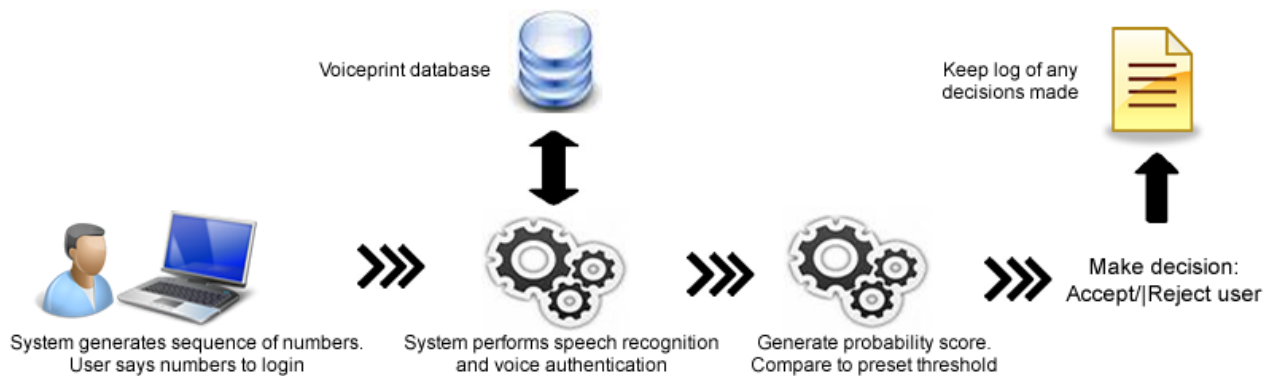 Voiceprint database
Keep log of any
decisions made
Make decision:
Accept/|Reject user
System generates sequence of numbers.
User says numbers to login
System performs speech recognition
and voice authentication
Generate probability score.
Compare to preset threshold